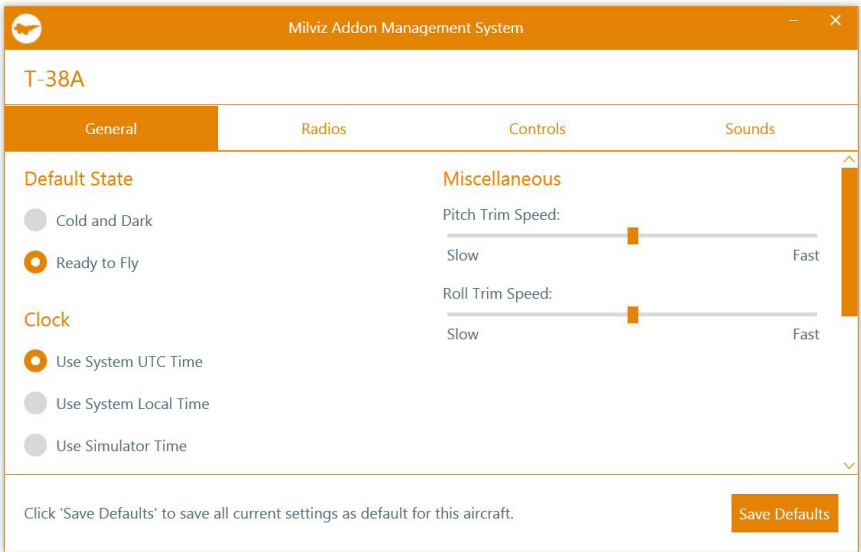 Milviz Addon Management System
T-38A
General
Radios
Controls
Sounds
Default State
Cold and Dark
Ready to Fly
Clock
Use System UTC Time
Use System Local Time
Use Simulator Time
Miscellaneous
Pitch Trim Speed:
Slow
Fast
Roll Trim Speed:
Slow
Fast
Click 'Save Defaults' to save all current settings as default for this aircraft.
Save Defaults